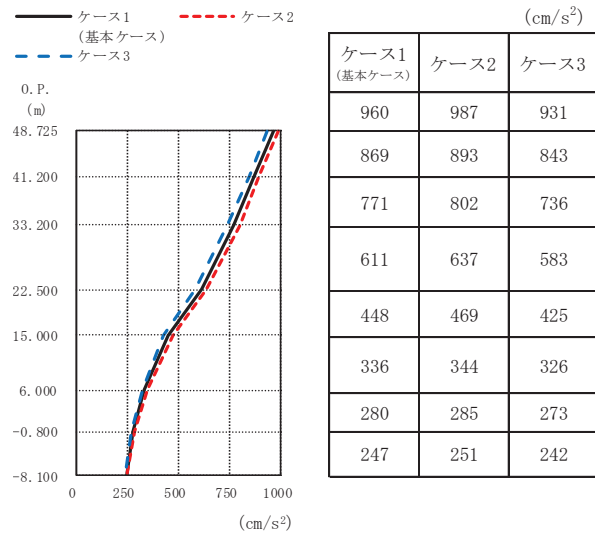 ケース1
(基本ケース)
ケース2
ケース3
O.P.
(m)
48.725
41.200
33.200
22.500
15.000
6.000
-0.800
-8.100
0 250 500 750 1000
(cm/s²)
(cm/s²)
ケース1 ケース2 ケース3
(基本ケース)
960 987 931
869 893 843
771 802 736
611 637 583
448 469 425
336 344 326
280 285 273
247 251 242